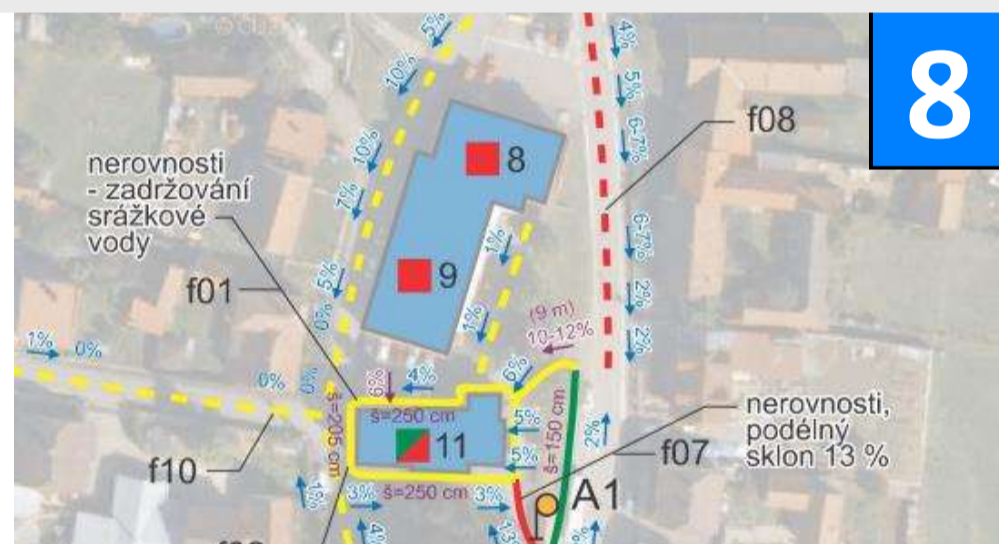 8
5%
4%
10%
5%
6-7%
f08
8
nerovnosti
- zadržování
srážkové
vody
10%
7%
1%
6-7%
9
f01
5%
0%
1%
2%
2%
(9 m)
10-12%
1%
0%
0%
0%
6%
4%
6%
š=250 cm
š=205 cm
11
5%
5%
š=150 cm
2%
nerovnosti,
podélný
sklon 13 %
f07
f10
1%
3%
š=250 cm
3%
A1
4%